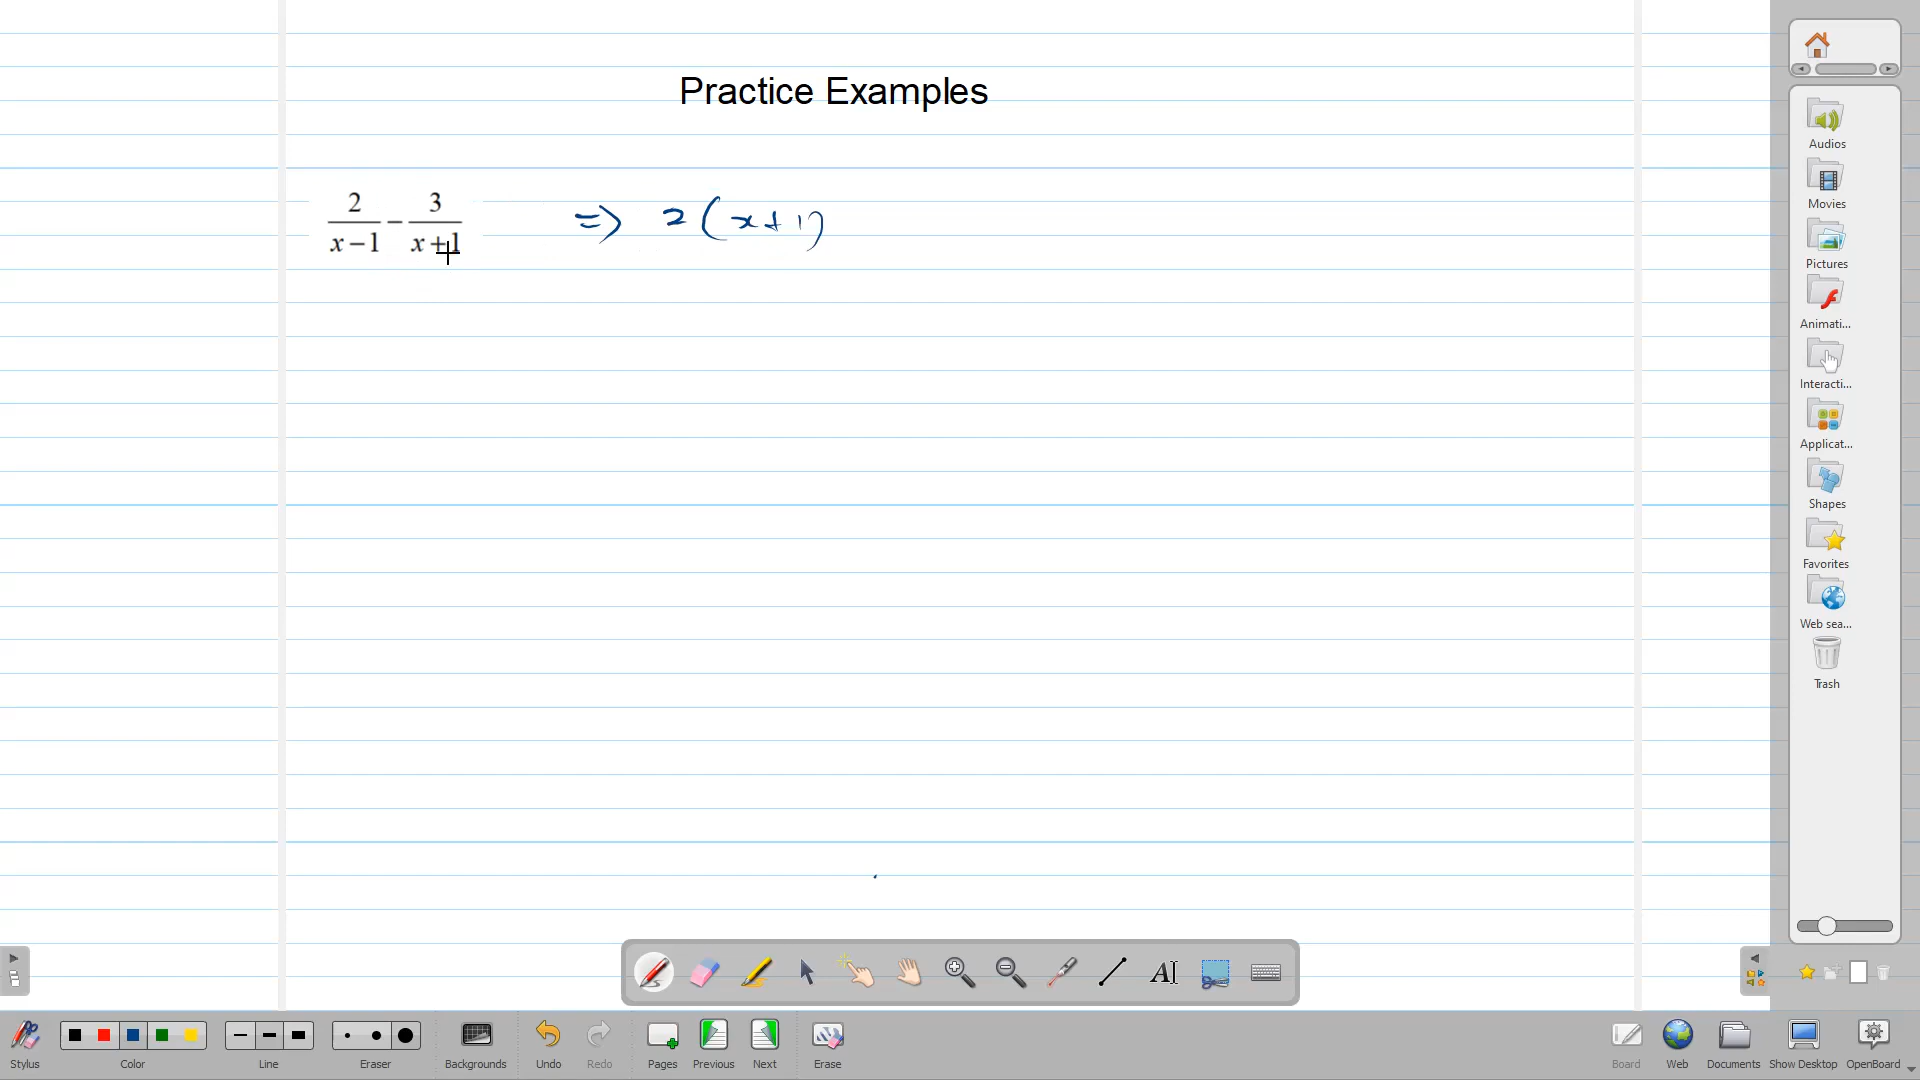 Practice Examples
2/(x−1) − 3/(x+1) ⇒ 2(x+1)
Audios
Movies
Pictures
Animati...
Interacti...
Applicat...
Shapes
Favorites
Web sea...
Trash
Stylus Color Line Eraser Backgrounds Undo Redo Pages Previous Next Erase Board Web Documents Show Desktop OpenBoard